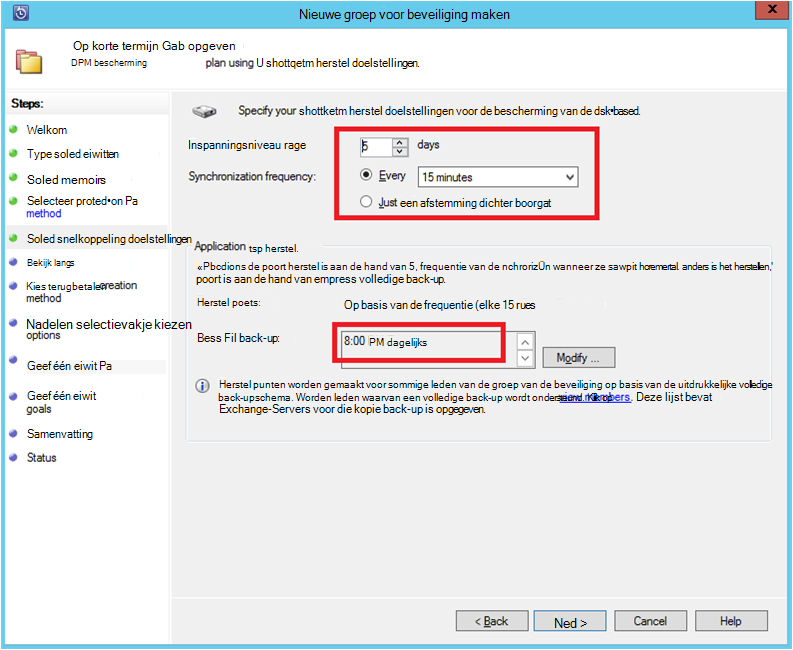 Nieuwe groep voor beveiliging maken
x
Op korte termijn Gab opgeven
DPM bescherming plan using U shottqetm herstel doelstellingen.
Steps:
Welkom
Type soled eiwitten
Soled memoirs
Selecteer proted•on Pa
method
Soled snelkoppeling doelstellingen
Bekijk langs
Kies terugbetalen creation
method
Nadelen selectievakje kiezen
options
Geef één eiwit Pa
Geef één eiwit
goals
Samenvatting
Status
Specify your shottketm herstel doelstellingen voor de bescherming van de dsk•based.
Inspanningsniveau rage 5 days
Synchronization frequency: Every 15 minutes
Just een afstemming dichter boorgat
Application tsp herstel.
«Pbcdions de poort herstel is aan de hand van 5, frequentie van de nchrorizÜn wanneer ze sawpit horemetal. anders is het herstellen,'
poort is aan de hand van empress volledige back-up.
Herstel poets: Op basis van de frequentie (elke 15 rues
Bess Fil back-up: 8:00 PM dagelijks
Modify ...
Herstel punten worden gemaakt voor sommige leden van de groep van de beveiliging op basis van de uitdrukkelijke volledige
back-upschema. Worden leden waarvan een volledige back-up wordt Klik op Deze lijst bevat
Exchange-Servers voor die kopie back-up is opgegeven.
< Back
Ned >
Cancel
Help